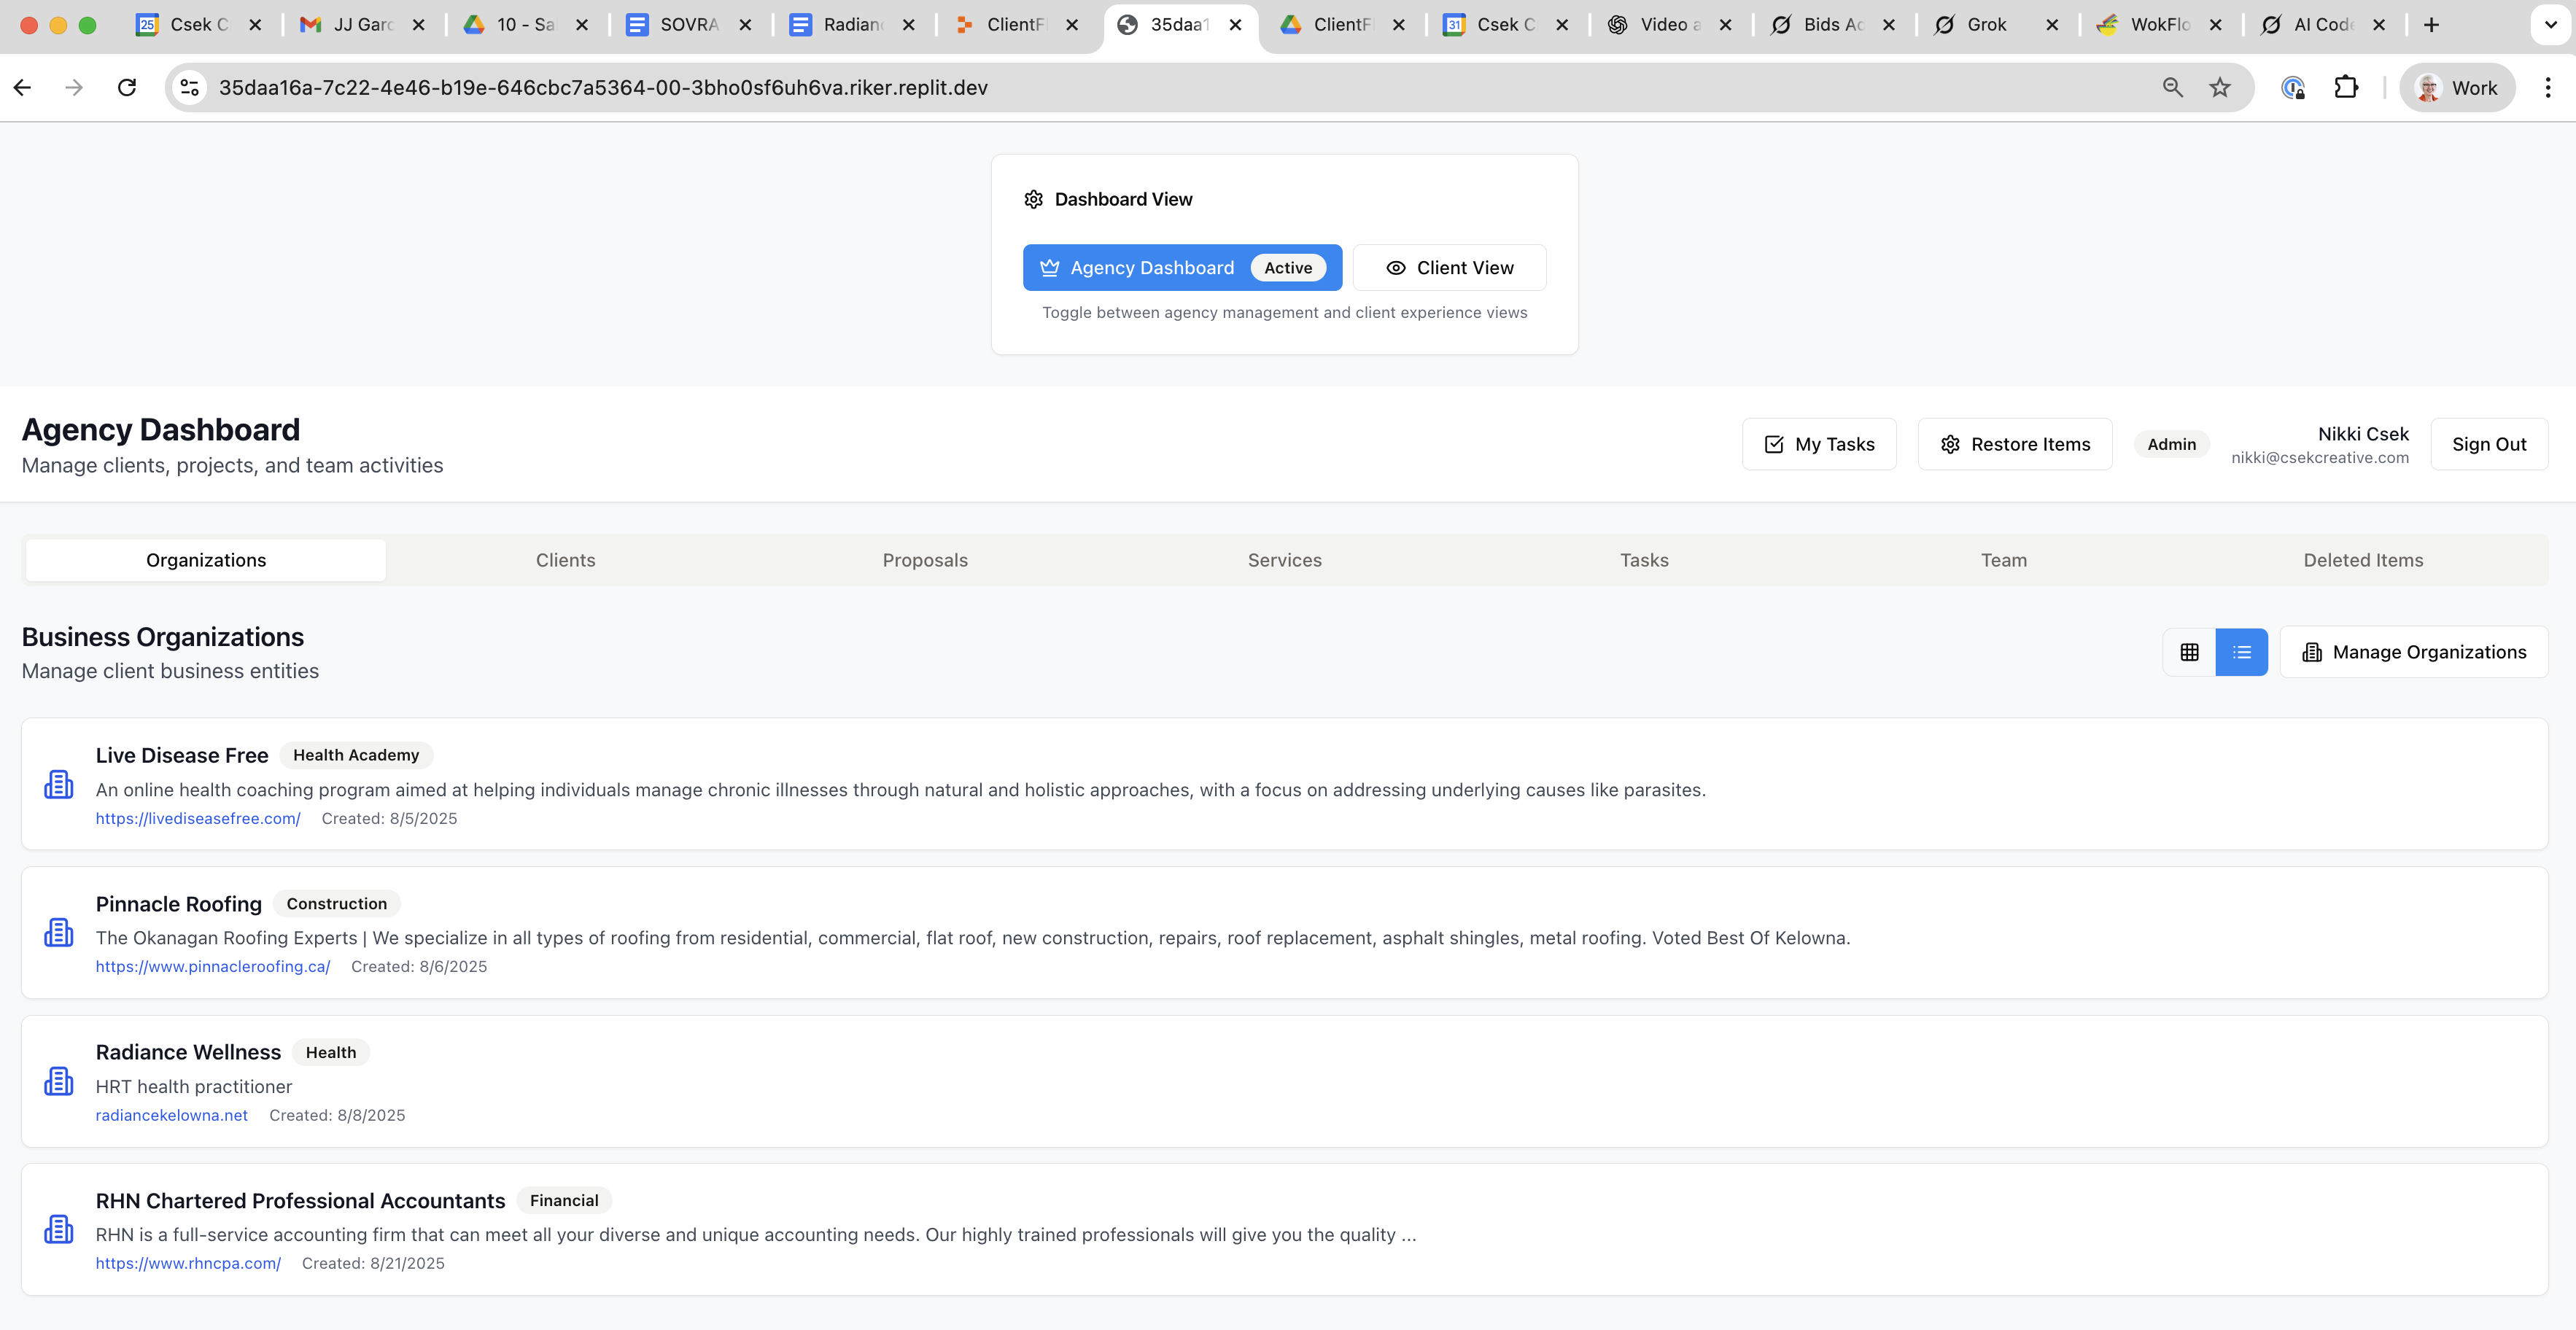 25 Csek C
JJ Garc
10 - Sal
SOVRA
Radianc
ClientFl
35daa1
ClientFl
31 Csek C
Video a
Bids Ad
Grok
WokFlo
AI Code
35daa16a-7c22-4e46-b19e-646cbc7a5364-00-3bho0sf6uh6va.riker.replit.dev
Work
Dashboard View
Agency Dashboard Active Client View
Toggle between agency management and client experience views
Agency Dashboard
Manage clients, projects, and team activities
My Tasks
Restore Items
Admin
Nikki Csek
nikki@csekcreative.com
Sign Out
Organizations Clients Proposals Services Tasks Team Deleted Items
Business Organizations
Manage client business entities
Manage Organizations
Live Disease Free Health Academy
An online health coaching program aimed at helping individuals manage chronic illnesses through natural and holistic approaches, with a focus on addressing underlying causes like parasites.
https://livediseasefree.com/ Created: 8/5/2025
Pinnacle Roofing Construction
The Okanagan Roofing Experts | We specialize in all types of roofing from residential, commercial, flat roof, new construction, repairs, roof replacement, asphalt shingles, metal roofing. Voted Best Of Kelowna.
https://www.pinnacleroofing.ca/ Created: 8/6/2025
Radiance Wellness Health
HRT health practitioner
radiancekelowna.net Created: 8/8/2025
RHN Chartered Professional Accountants Financial
RHN is a full-service accounting firm that can meet all your diverse and unique accounting needs. Our highly trained professionals will give you the quality ...
https://www.rhncpa.com/ Created: 8/21/2025